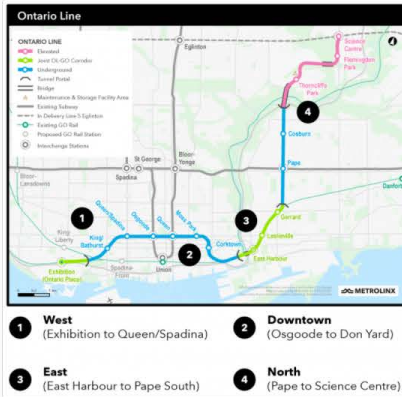 Ontario Line
ONTARIO LINE
Elevated
Joint OL-GO Corridor
Underground
Tunnel Portal
Bridge
Maintenance & Storage Facility Area
Existing Subway
In Delivery Line 5 Eglinton
Existing GO Rail
Proposed GO Rail Station
Interchange Stations
Eglinton
Science
Centre
Flemingdon
Park
Thorncliffe
Park
4
Cosburn
Pape
Danfort
St George
Bloor-
Yonge
Spadina
Bloor-
Lansdowne
Queen/Spadina
Osgoode
Queen
Moss Park
Corktown
3
Gerrard
Leslieville
East Harbour
1
King-
Liberty
King/
Bathurst
2
Exhibition
(Ontario Place)
Spadina-
Front
Union
METROLINX
1 West
(Exhibition to Queen/Spadina)
2 Downtown
(Osgoode to Don Yard)
3 East
(East Harbour to Pape South)
4 North
(Pape to Science Centre)